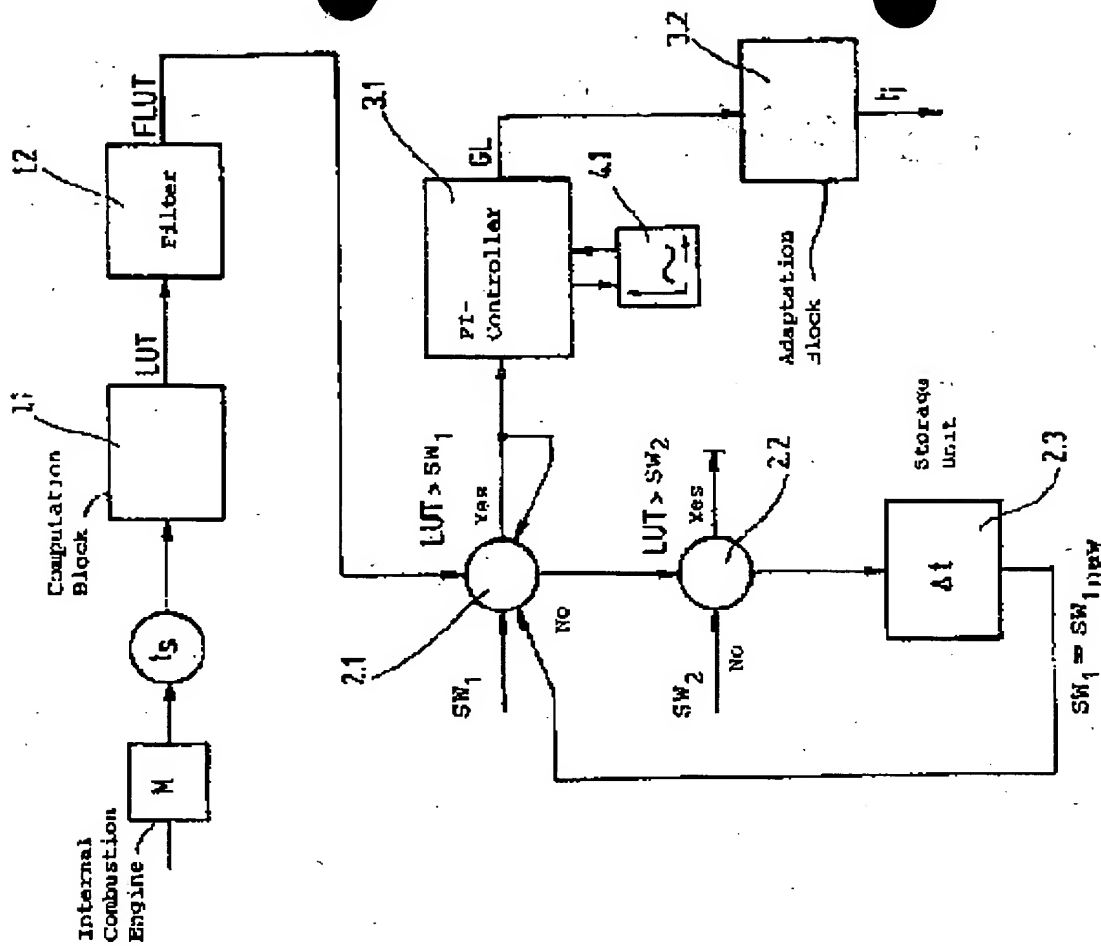 Internal
Combustion
Engine
M
ts
Computation
Block
1.1
LUT
1.2
Filter
FLUT
2.1
SW1
LUT > SW1
Yes
No
PI-
Controller
3.1
GL
4.1
3.2
Adaptation
Block
ti
SW2
No
LUT > SW2
Yes
2.2
Storage
Unit
Δt
2.3
SW1 = SW1new